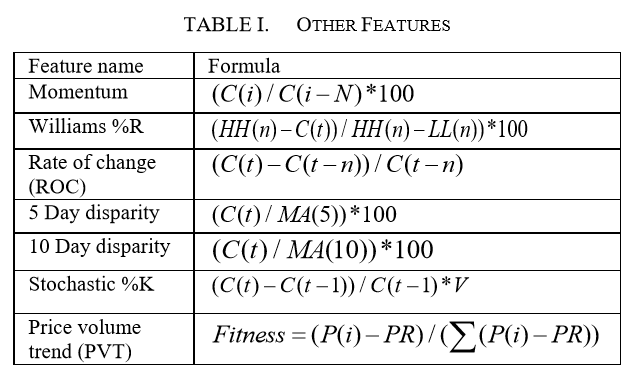 TABLE I. OTHER FEATURES
Feature name Formula
Momentum (C(i)/C(i−N)*100
Williams %R (HH(n)−C(t))/HH(n)−LL(n))*100
Rate of change (C(t)−C(t−n))/C(t−n)
(ROC)
5 Day disparity (C(t)/MA(5))*100
10 Day disparity (C(t)/MA(10))*100
Stochastic %K (C(t)−C(t−1))/C(t−1)*V
Price volume Fitness=(P(i)−PR)/(∑(P(i)−PR))
trend (PVT)